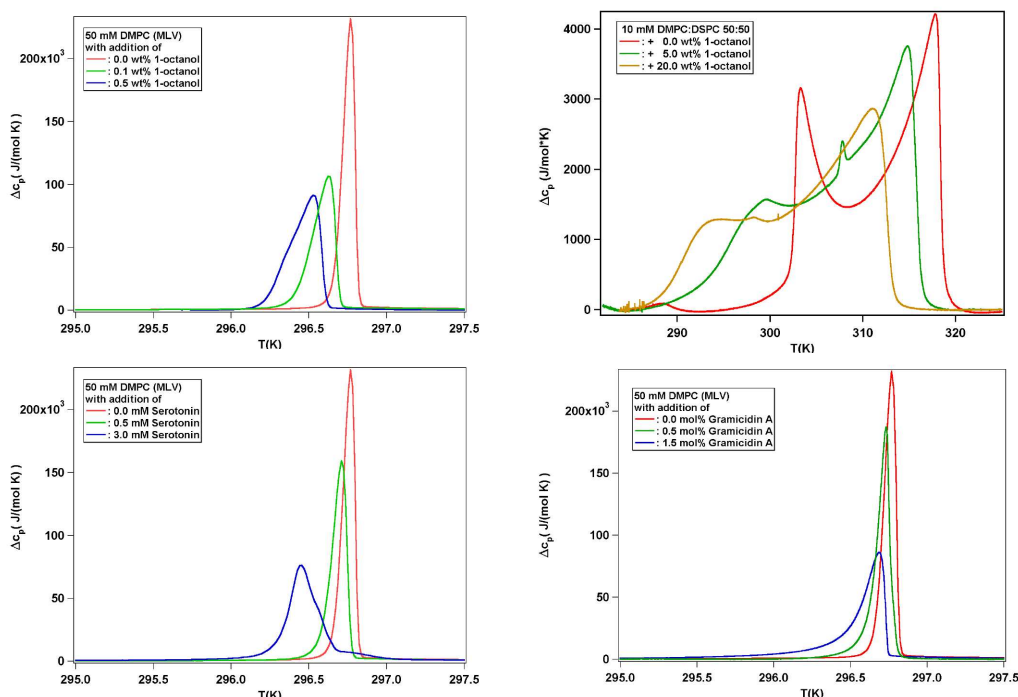 50 mM DMPC (MLV)
with addition of
: 0.0 wt% 1-octanol
: 0.1 wt% 1-octanol
: 0.5 wt% 1-octanol
200x10³
150
100
50
0
Δcp( J/(mol K) )
295.0 295.5 296.0 296.5 297.0 297.5
T(K)
10 mM DMPC:DSPC 50:50
: + 0.0 wt% 1-octanol
: + 5.0 wt% 1-octanol
: + 20.0 wt% 1-octanol
4000
3000
2000
1000
0
Δcp ( J/mol*K)
290 300 310 320
T(K)
50 mM DMPC (MLV)
with addition of
: 0.0 mM Serotonin
: 0.5 mM Serotonin
: 3.0 mM Serotonin
200x10³
150
100
50
0
Δcp( J/(mol K) )
295.0 295.5 296.0 296.5 297.0 297.5
T(K)
50 mM DMPC (MLV)
with addition of
: 0.0 mol% Gramicidin A
: 0.5 mol% Gramicidin A
: 1.5 mol% Gramicidin A
200x10³
150
100
50
0
Δcp( J/(mol K) )
295.0 295.5 296.0 296.5 297.0 297.5
T(K)